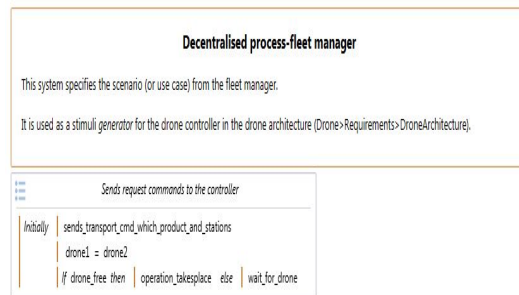 Decentralised process-fleet manager
This system specifies the scenario (or use case) from the fleet manager.
It is used as a stimuli generator for the drone controller in the drone architecture (Drone>Requirements>DroneArchitecture).
Sends request commands to the controller
Initially sends_transport_cmd_which_product_and_stations
drone1 = drone2
If drone_free then operation_takesplace else wait_for_drone